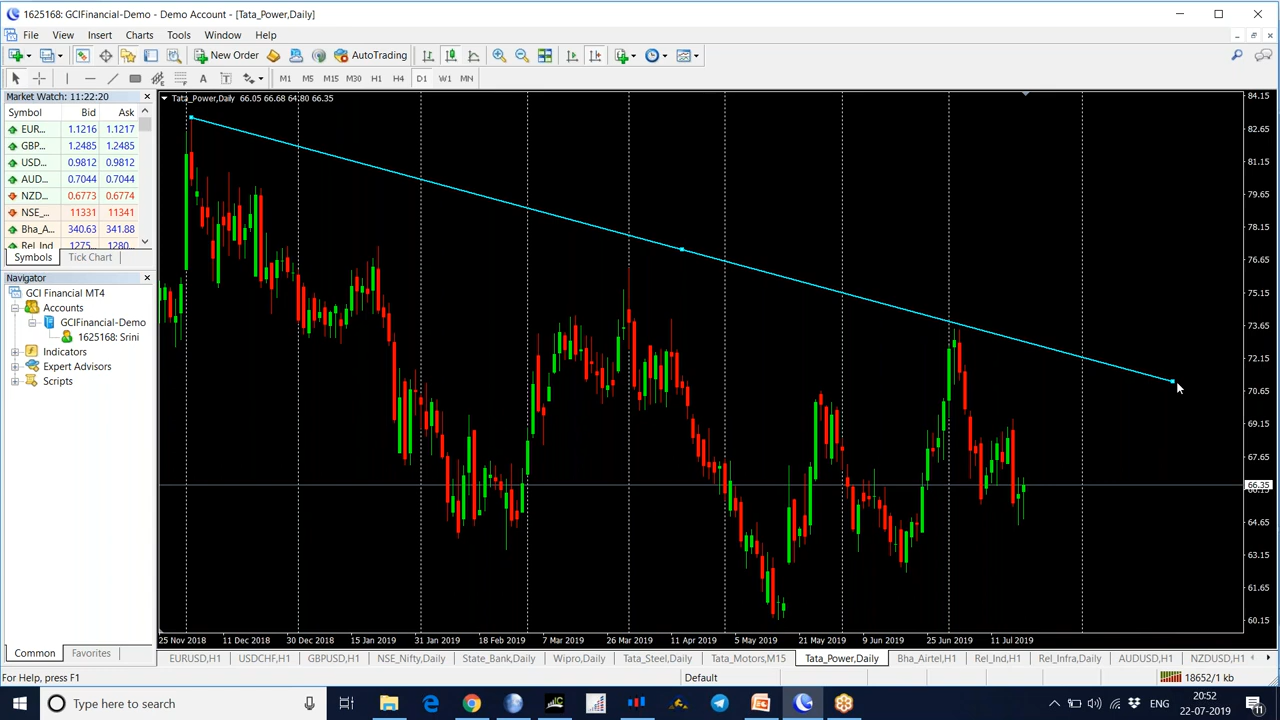 1625168: GCIFinancial-Demo - Demo Account - [Tata_Power,Daily]
File View Insert Charts Tools Window Help
New Order AutoTrading
A T M1 M5 M15 M30 H1 H4 D1 W1 MN
Market Watch: 11:22:20
Symbol Bid Ask
EUR... 1.1216 1.1217
GBP... 1.2485 1.2485
USD... 0.9812 0.9812
AUD... 0.7044 0.7044
NZD... 0.6773 0.6774
NSE_... 11331 11341
Bha_A... 340.63 341.88
Rel_Ind 1275... 1280...
Symbols Tick Chart
Navigator
GCI Financial MT4
Accounts
GCIFinancial-Demo
1625168: Srini
Indicators
Expert Advisors
Scripts
Common Favorites
Tata_Power,Daily 66.05 66.68 64.80 66.35
84.15
82.65
81.15
79.65
78.15
76.65
75.15
73.65
72.15
70.65
69.15
67.65
66.35
66.15
64.65
63.15
61.65
60.15
25 Nov 2018 11 Dec 2018 30 Dec 2018 15 Jan 2019 31 Jan 2019 18 Feb 2019 7 Mar 2019 26 Mar 2019 11 Apr 2019 5 May 2019 21 May 2019 9 Jun 2019 25 Jun 2019 11 Jul 2019
EURUSD,H1 USDCHF,H1 GBPUSD,H1 NSE_Nifty,Daily State_Bank,Daily Wipro,Daily Tata_Steel,Daily Tata_Motors,M15 Tata_Power,Daily Bha_Airtel,H1 Rel_Ind,H1 Rel_Infra,Daily AUDUSD,H1 NZDUSD,H1
For Help, press F1 Default 18652/1 kb
Type here to search
ENG
20:52
22-07-2019
11